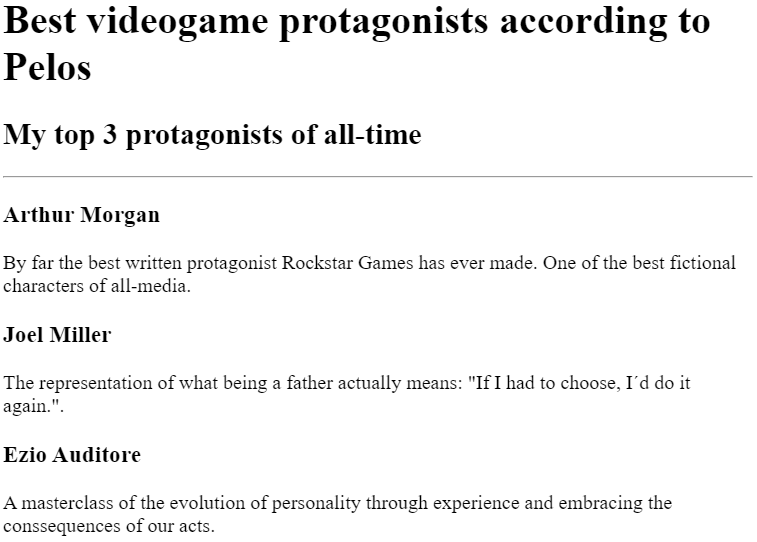 Best videogame protagonists according to
Pelos
My top 3 protagonists of all-time
Arthur Morgan
By far the best written protagonist Rockstar Games has ever made. One of the best fictional
characters of all-media.
Joel Miller
The representation of what being a father actually means: "If I had to choose, I´d do it
again.".
Ezio Auditore
A masterclass of the evolution of personality through experience and embracing the
conssequences of our acts.